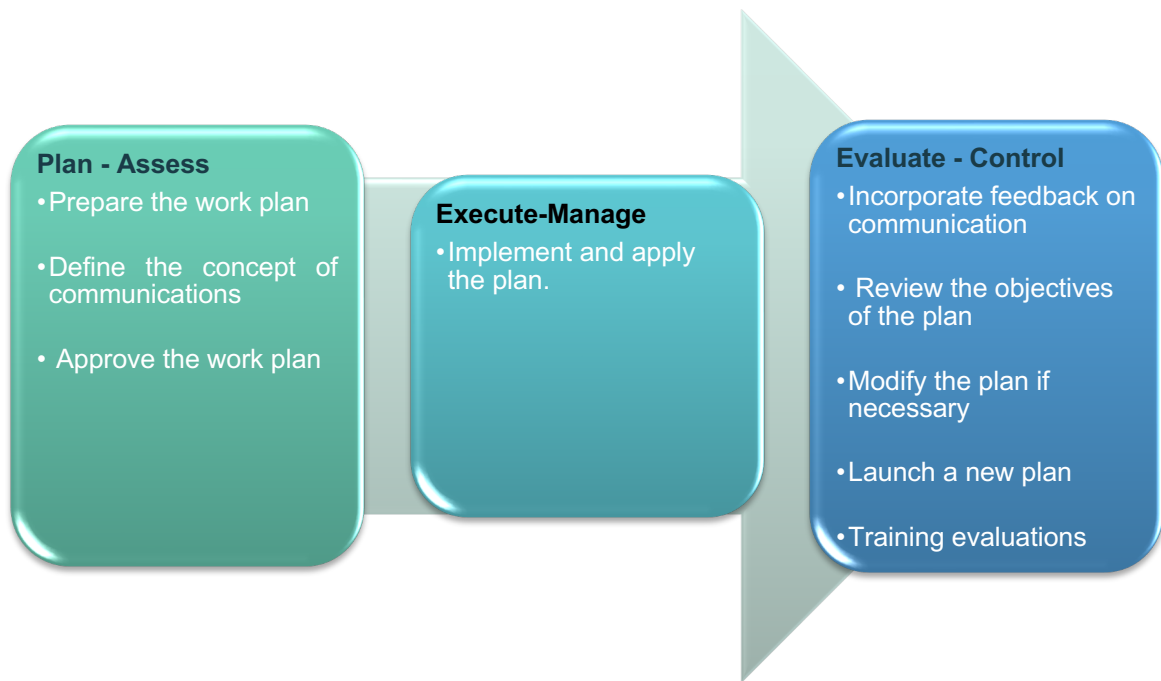 Plan - Assess
•Prepare the work plan
•Define the concept of
communications
• Approve the work plan
Execute-Manage
•Implement and apply
the plan.
Evaluate - Control
•Incorporate feedback on
communication
• Review the objectives
of the plan
•Modify the plan if
necessary
•Launch a new plan
•Training evaluations